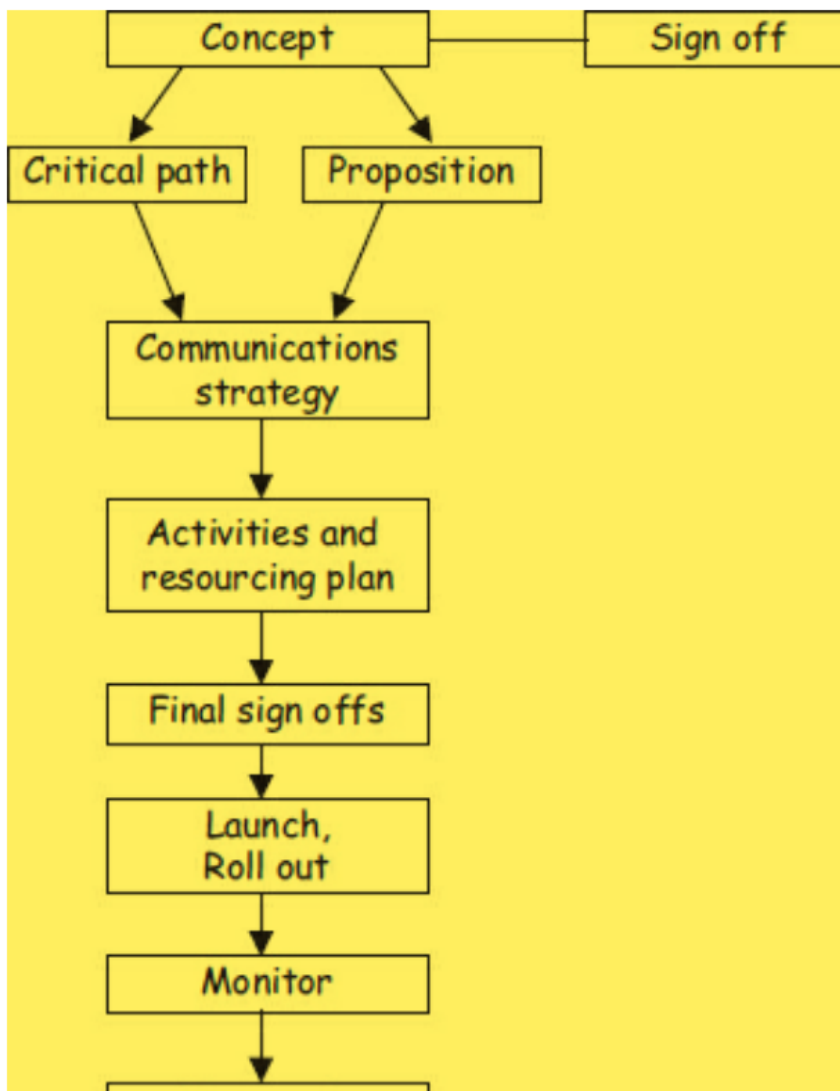 Concept
Sign off
Critical path
Proposition
Communications
strategy
Activities and
resourcing plan
Final sign offs
Launch,
Roll out
Monitor